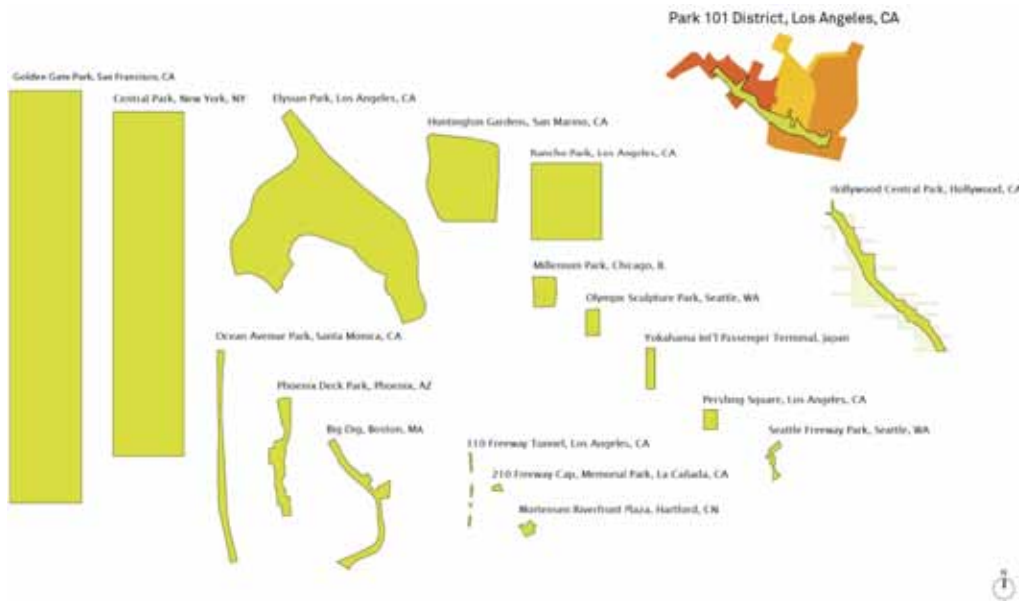 Park 101 District, Los Angeles, CA
Golden Gate Park, San Francisco, CA
Central Park, New York, NY
Elysian Park, Los Angeles, CA
Huntington Gardens, San Marino, CA
Rancho Park, Los Angeles, CA
Hollywood Central Park, Hollywood, CA
Millenium Park, Chicago, IL
Olympic Sculpture Park, Seattle, WA
Ocean Avenue Park, Santa Monica, CA
Yokahama Int'l Passenger Terminal, Japan
Phoenix Deck Park, Phoenix, AZ
Pershing Square, Los Angeles, CA
Big Dig, Boston, MA
Seattle Freeway Park, Seattle, WA
110 Freeway Tunnel, Los Angeles, CA
210 Freeway Cap, Memorial Park, La Cañada, CA
Mortensen Riverfront Plaza, Hartford, CN
N